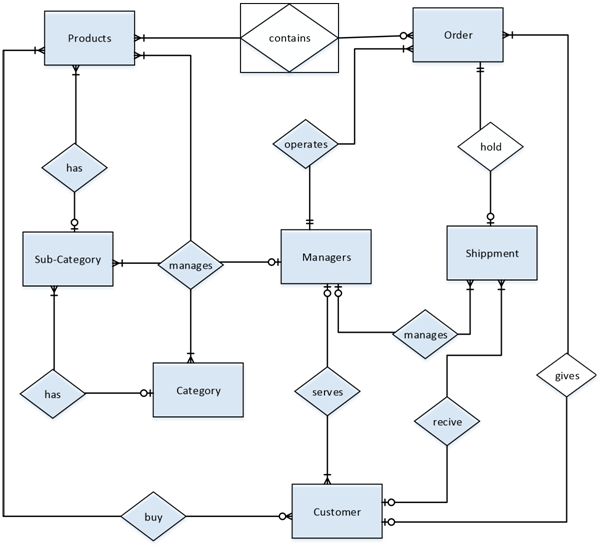 Products
contains
Order
operates
hold
has
Sub-Category
manages
Managers
Shippment
manages
has
Category
serves
gives
recive
buy
Customer